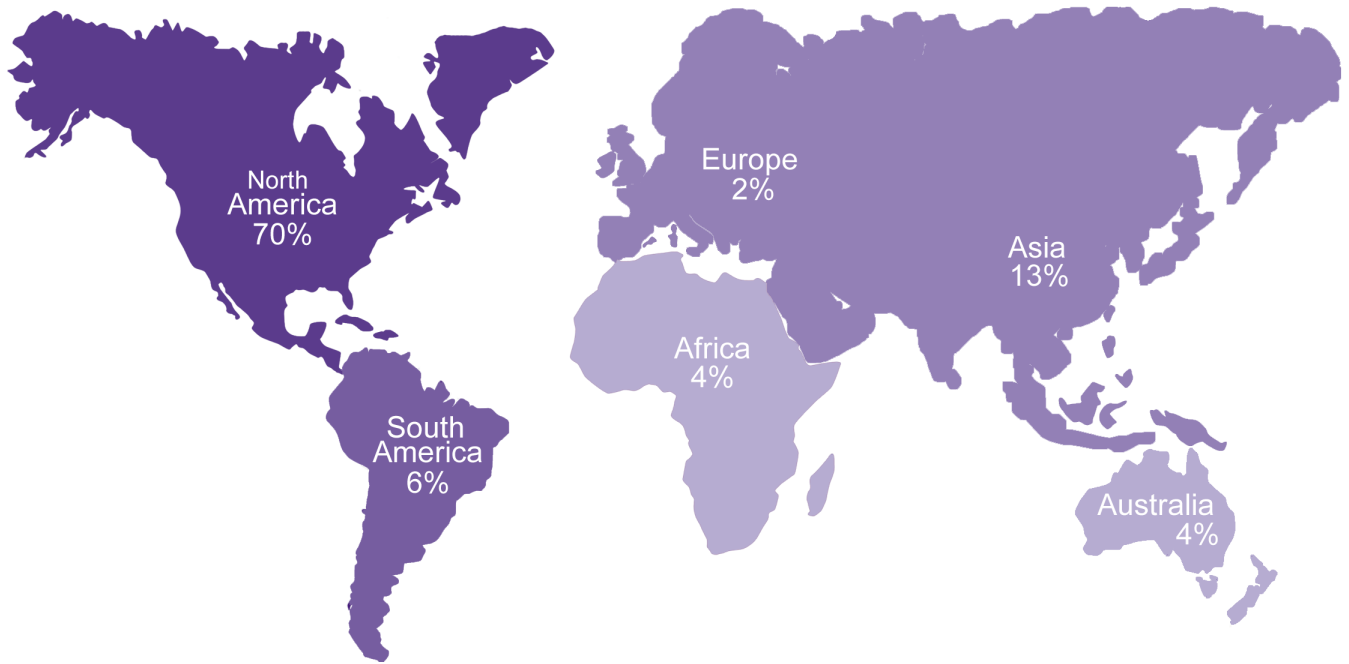 North
America
70%
South
America
6%
Europe
2%
Africa
4%
Asia
13%
Australia
4%